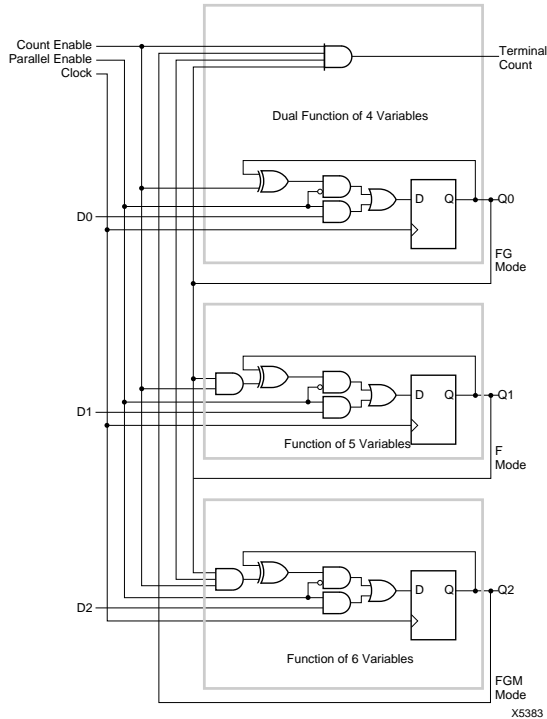 Count Enable
Parallel Enable
Clock
Terminal
Count
Dual Function of 4 Variables
D Q
Q0
D0
FG
Mode
D Q
Q1
D1
Function of 5 Variables
F
Mode
D Q
Q2
D2
Function of 6 Variables
FGM
Mode
X5383